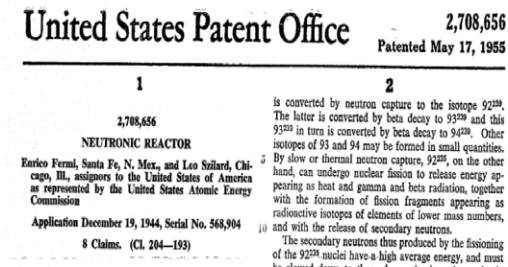 United States Patent Office
2,708,656
Patented May 17, 1955
1
2,708,656
NEUTRONIC REACTOR
Enrico Fermi, Santa Fe, N. Mex., and Leo Szilard, Chi-
cago, Ill., assignors to the United States of America
as represented by the United States Atomic Energy
Commission
Application December 19, 1944, Serial No. 568,904
8 Claims. (Cl. 204—193)
2
is converted by neutron capture to the isotope 92²³⁹.
The latter is converted by beta decay to 93²³⁹ and this
93²³⁹ in turn is converted by beta decay to 94²³⁹. Other
isotopes of 93 and 94 may be formed in small quantities.
5 By slow or thermal neutron capture, 92²³⁵, on the other
hand, can undergo nuclear fission to release energy ap-
pearing as heat and gamma and beta radiation, together
with the formation of fission fragments appearing as
radioactive isotopes of elements of lower mass numbers,
10 and with the release of secondary neutrons.
The secondary neutrons thus produced by the fissioning
of the 92²³⁵ nuclei have a high average energy, and must